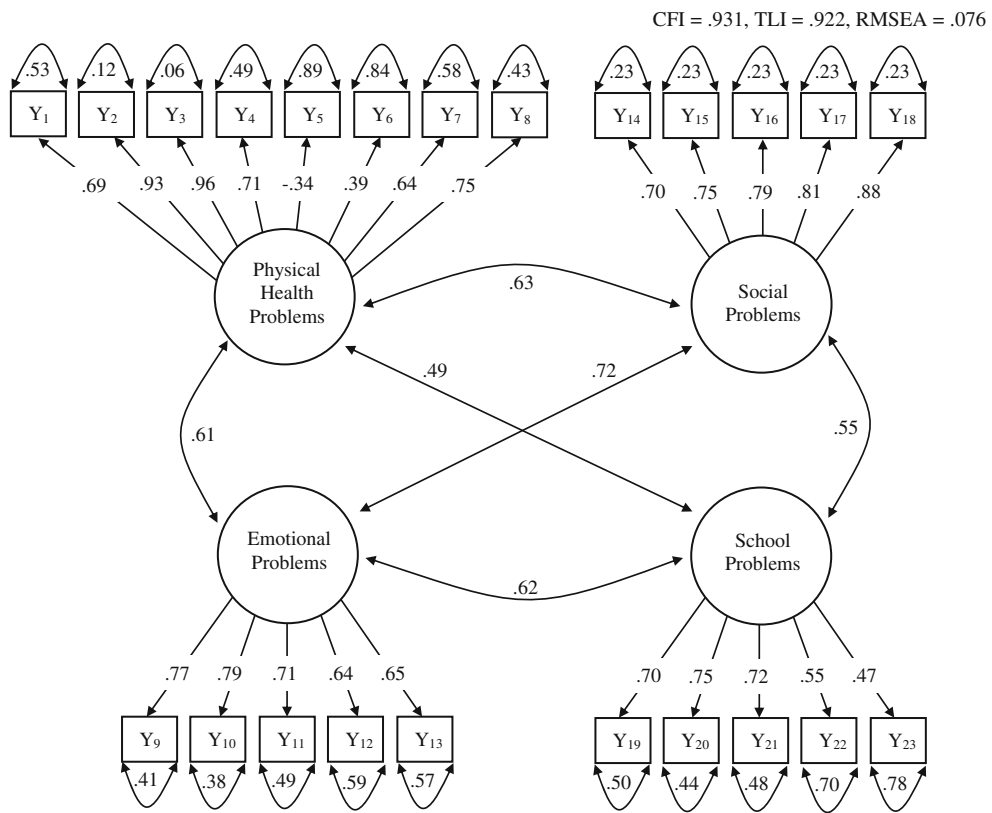 CFI = .931, TLI = .922, RMSEA = .076
.53 .12 .06 .49 .89 .84 .58 .43
Y1 Y2 Y3 Y4 Y5 Y6 Y7 Y8
.69 .93 .96 .71 -.34 .39 .64 .75
Physical
Health
Problems
.23 .23 .23 .23 .23
Y14 Y15 Y16 Y17 Y18
.70 .75 .79 .81 .88
Social
Problems
.63
.49
.72
.61
.55
.62
Emotional
Problems
.77 .79 .71 .64 .65
Y9 Y10 Y11 Y12 Y13
.41 .38 .49 .59 .57
School
Problems
.70 .75 .72 .55 .47
Y19 Y20 Y21 Y22 Y23
.50 .44 .48 .70 .78